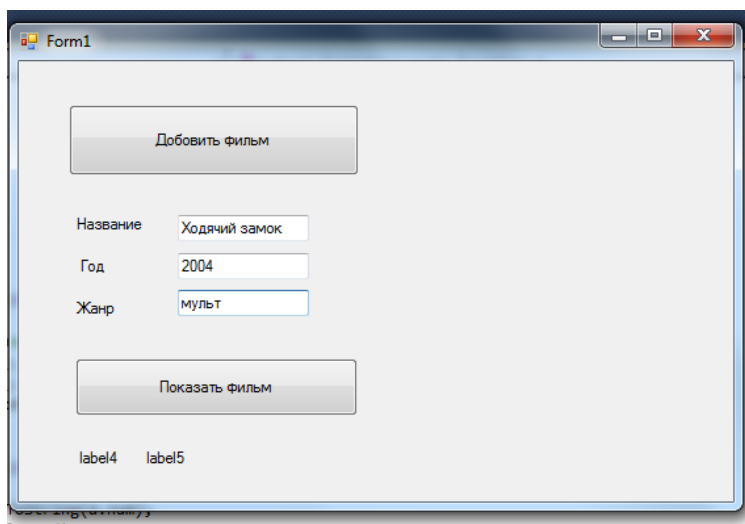 Form1
Добовить фильм
Название Ходячий замок
Год 2004
Жанр мульт
Показать фильм
label4 label5